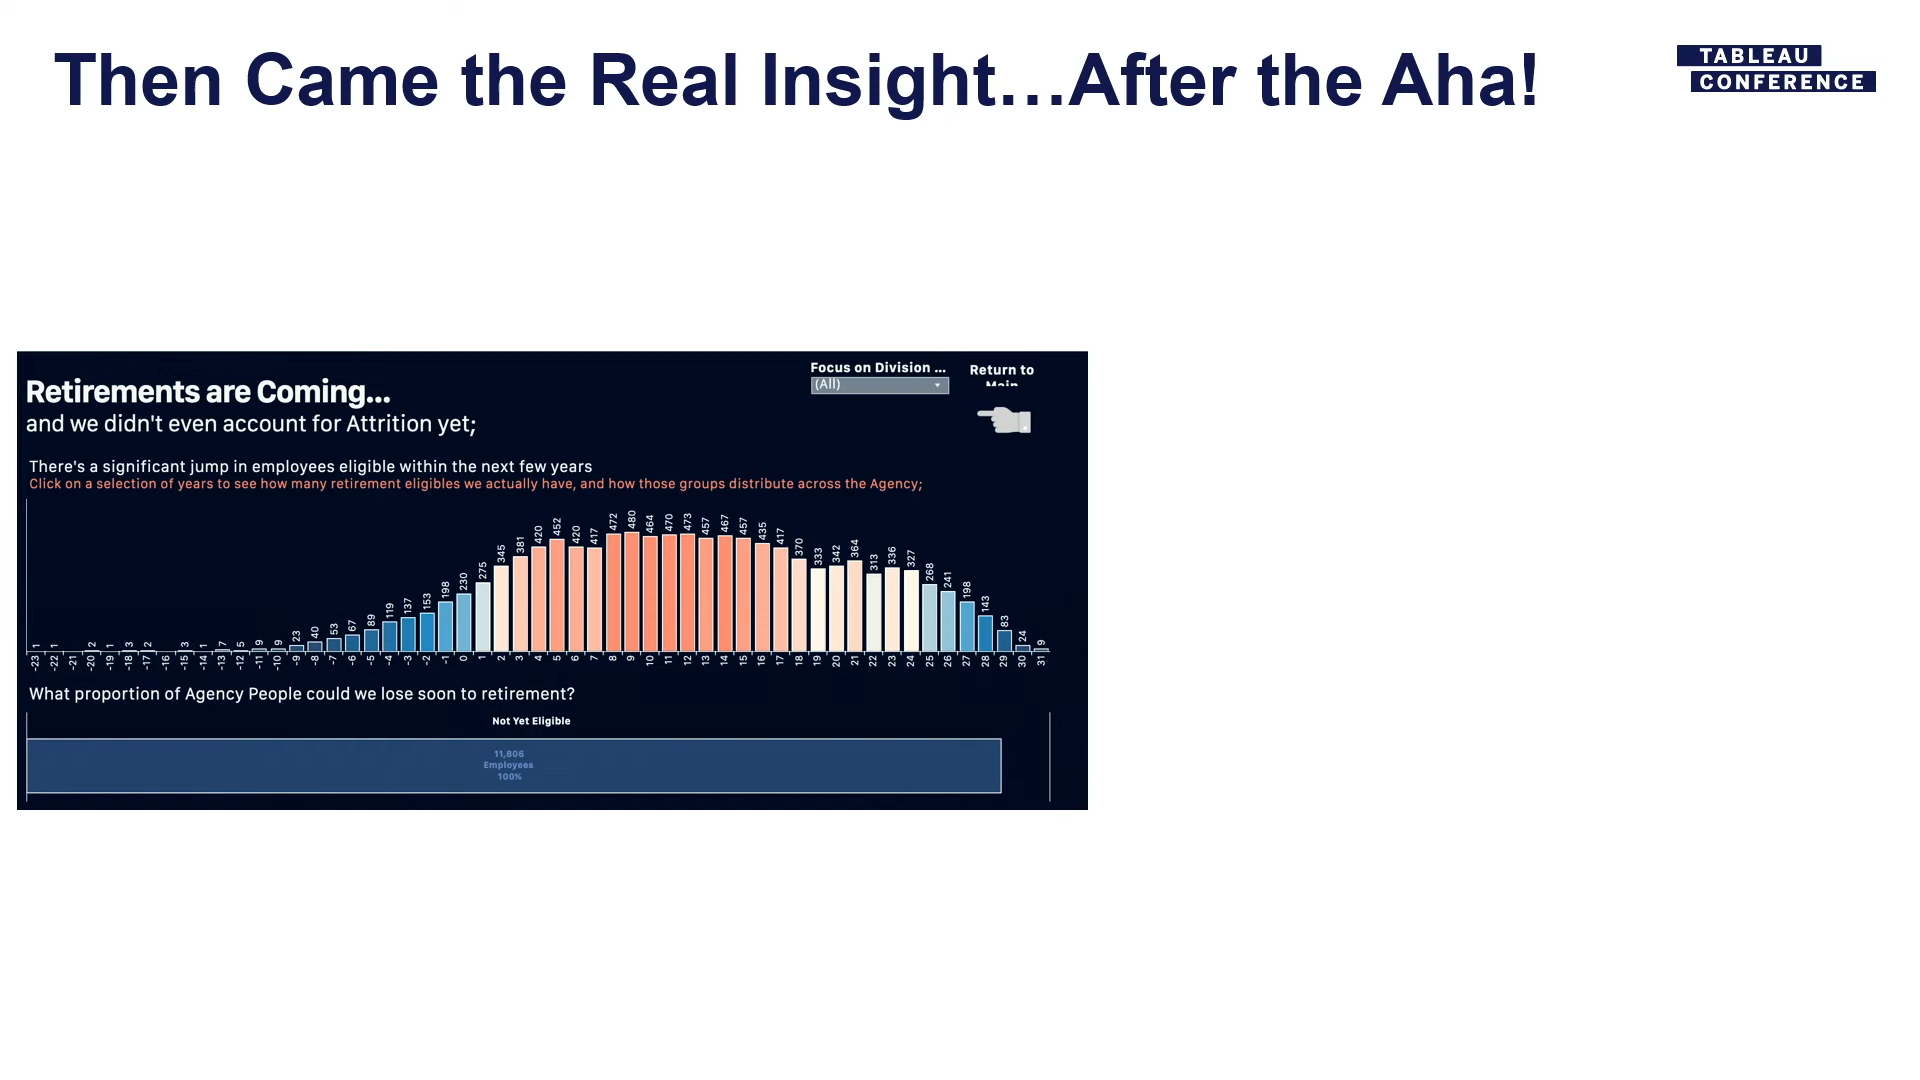 Then Came the Real Insight…After the Aha!
TABLEAU
CONFERENCE
Focus on Division ...
(All)
Return to
Main
Retirements are Coming...
and we didn't even account for Attrition yet;
There's a significant jump in employees eligible within the next few years
Click on a selection of years to see how many retirement eligibles we actually have, and how those groups distribute across the Agency;
1 1 2 1 3 2 3 1 7 5 9 9 23 40 53 67 89 119 137 153 198 230 275 345 381 420 452 420 417 472 480 464 470 473 457 467 457 435 417 370 333 342 364 313 336 327 268 241 198 143 83 24 9
-23 -22 -21 -20 -19 -18 -17 -16 -15 -14 -13 -12 -11 -10 -9 -8 -7 -6 -5 -4 -3 -2 -1 0 1 2 3 4 5 6 7 8 9 10 11 12 13 14 15 16 17 18 19 20 21 22 23 24 25 26 27 28 29 30 31
What proportion of Agency People could we lose soon to retirement?
Not Yet Eligible
11,806
Employees
100%